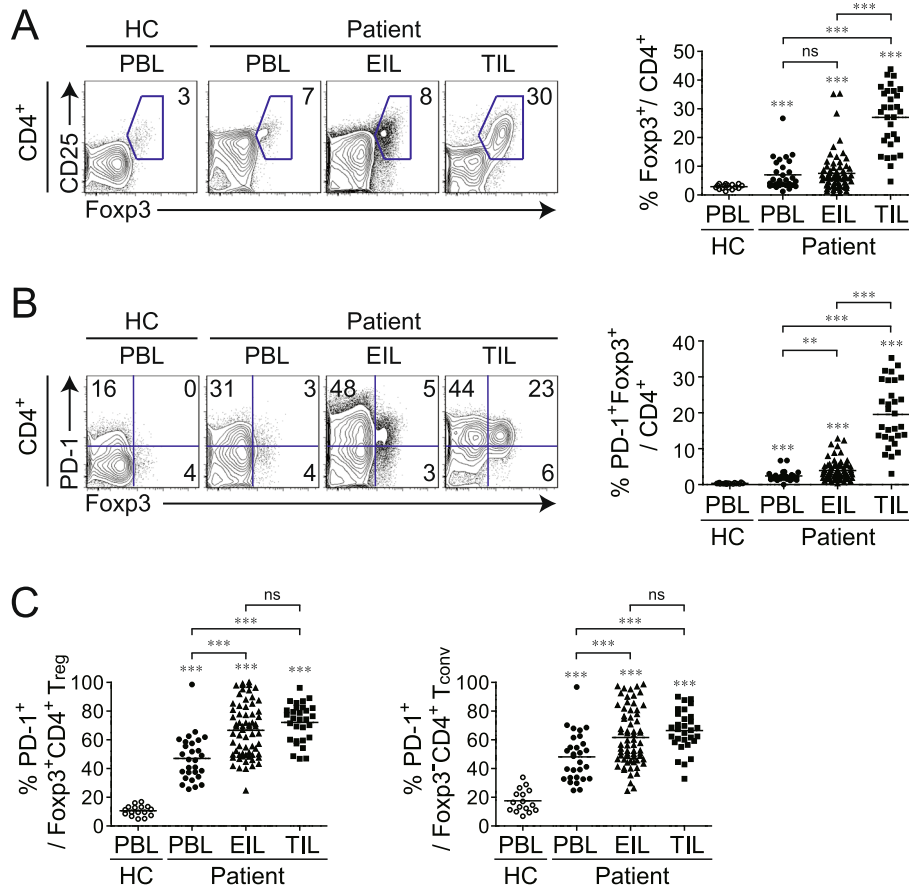 A
HC Patient
PBL PBL EIL TIL
3 7 8 30
CD4⁺
CD25
Foxp3
% Foxp3⁺/ CD4⁺
***
***
ns ***
*** ***
50
40
30
20
10
0
PBL PBL EIL TIL
HC Patient
B
HC Patient
PBL PBL EIL TIL
16 0 31 3 48 5 44 23
4 4 3 6
CD4⁺
PD-1
Foxp3
% PD-1⁺Foxp3⁺
/ CD4⁺
***
***
** ***
*** ***
40
30
20
10
0
PBL PBL EIL TIL
HC Patient
C
% PD-1⁺
/ Foxp3⁺CD4⁺ Treg
ns
***
***
*** *** ***
100
80
60
40
20
0
PBL PBL EIL TIL
HC Patient
% PD-1⁺
/ Foxp3⁻CD4⁺ Tconv
ns
***
***
*** *** ***
100
80
60
40
20
0
PBL PBL EIL TIL
HC Patient